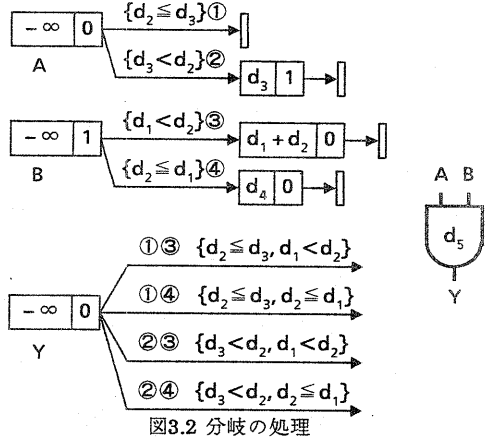 {d₂≦d₃}①
-∞ 0
A
{d₃<d₂}②
d₃ 1
{d₁<d₂}③
-∞ 1
d₁+d₂ 0
B
{d₂≦d₁}④
d₄ 0
A B
d₅
Y
①③ {d₂≦d₃, d₁<d₂}
①④ {d₂≦d₃, d₂≦d₁}
-∞ 0
Y
②③ {d₃<d₂, d₁<d₂}
②④ {d₃<d₂, d₂≦d₁}
図3.2 分岐の処理